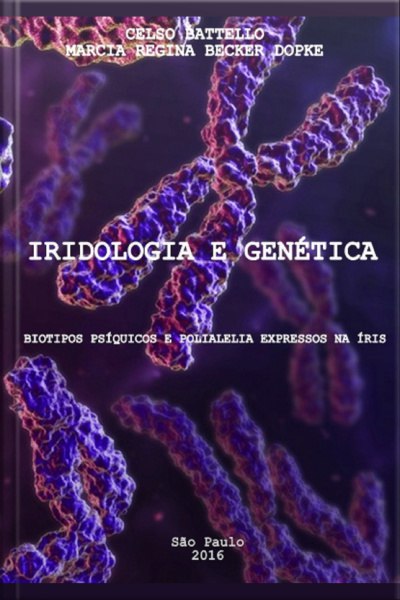 CELSO BATTELLO
MARCIA REGINA BECKER DOPKE
IRIDOLOGIA E GENÉTICA
BIOTIPOS PSÍQUICOS E POLIALELIA EXPRESSOS NA ÍRIS
São Paulo
2016